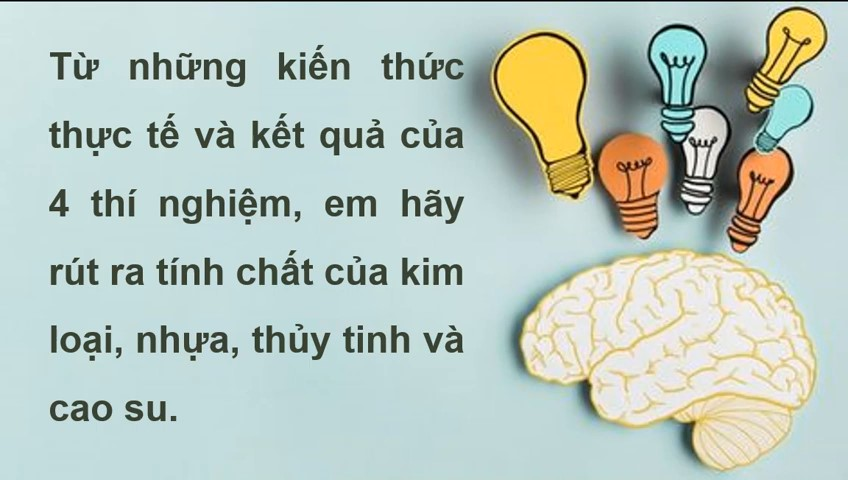 Từ những kiến thức
thực tế và kết quả của
4 thí nghiệm, em hãy
rút ra tính chất của kim
loại, nhựa, thủy tinh và
cao su.